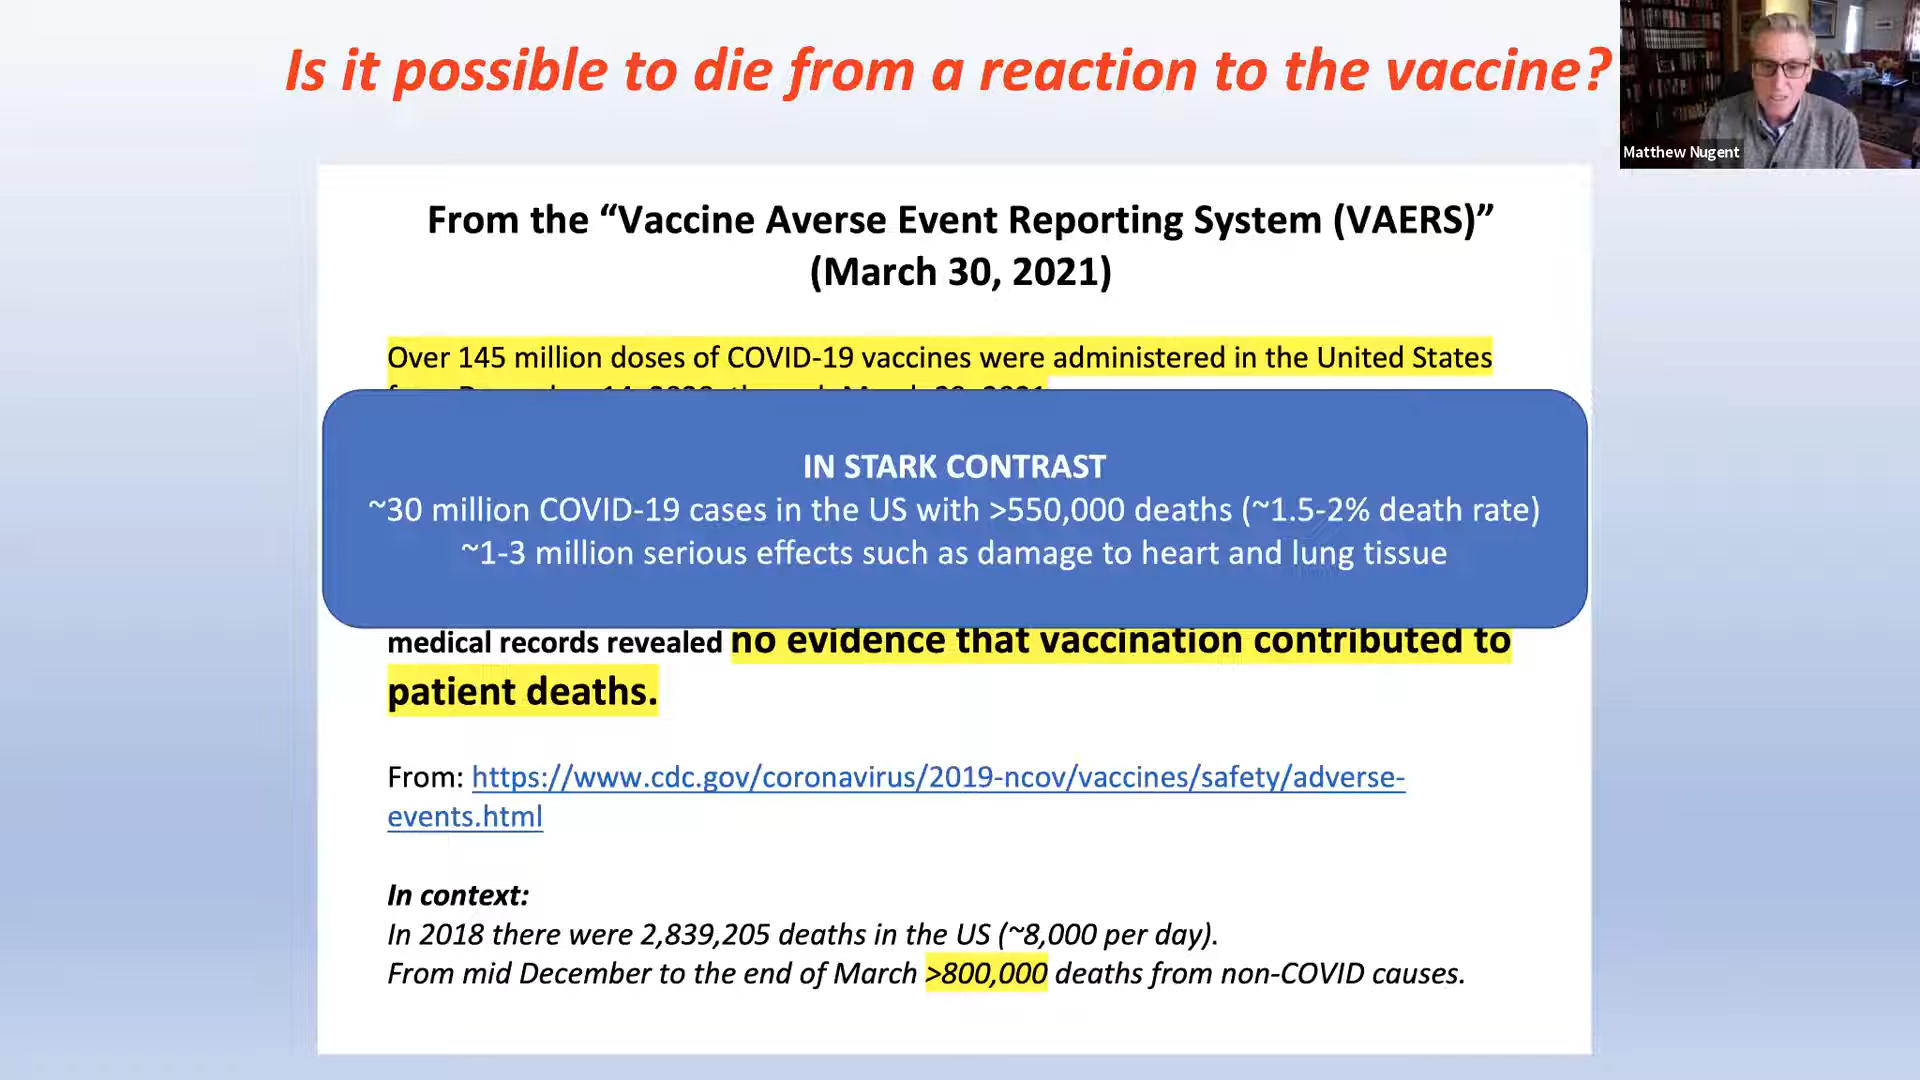 Is it possible to die from a reaction to the vaccine?
Matthew Nugent
From the “Vaccine Averse Event Reporting System (VAERS)”
(March 30, 2021)
Over 145 million doses of COVID-19 vaccines were administered in the United States
IN STARK CONTRAST
~30 million COVID-19 cases in the US with >550,000 deaths (~1.5-2% death rate)
~1-3 million serious effects such as damage to heart and lung tissue
medical records revealed no evidence that vaccination contributed to
patient deaths.
From: https://www.cdc.gov/coronavirus/2019-ncov/vaccines/safety/adverse-
events.html
In context:
In 2018 there were 2,839,205 deaths in the US (~8,000 per day).
From mid December to the end of March >800,000 deaths from non-COVID causes.